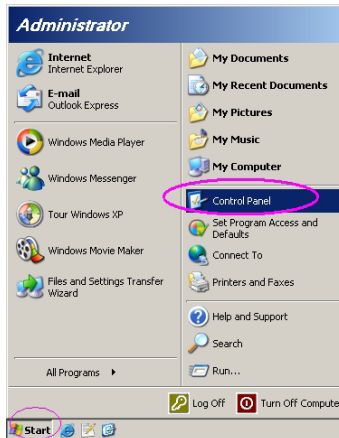 Administrator
Internet
Internet Explorer
E-mail
Outlook Express
Windows Media Player
Windows Messenger
Tour Windows XP
Windows Movie Maker
Files and Settings Transfer
Wizard
All Programs
My Documents
My Recent Documents
My Pictures
My Music
My Computer
Control Panel
Set Program Access and
Defaults
Connect To
Printers and Faxes
Help and Support
Search
Run...
Log Off
Turn Off Compute
Start